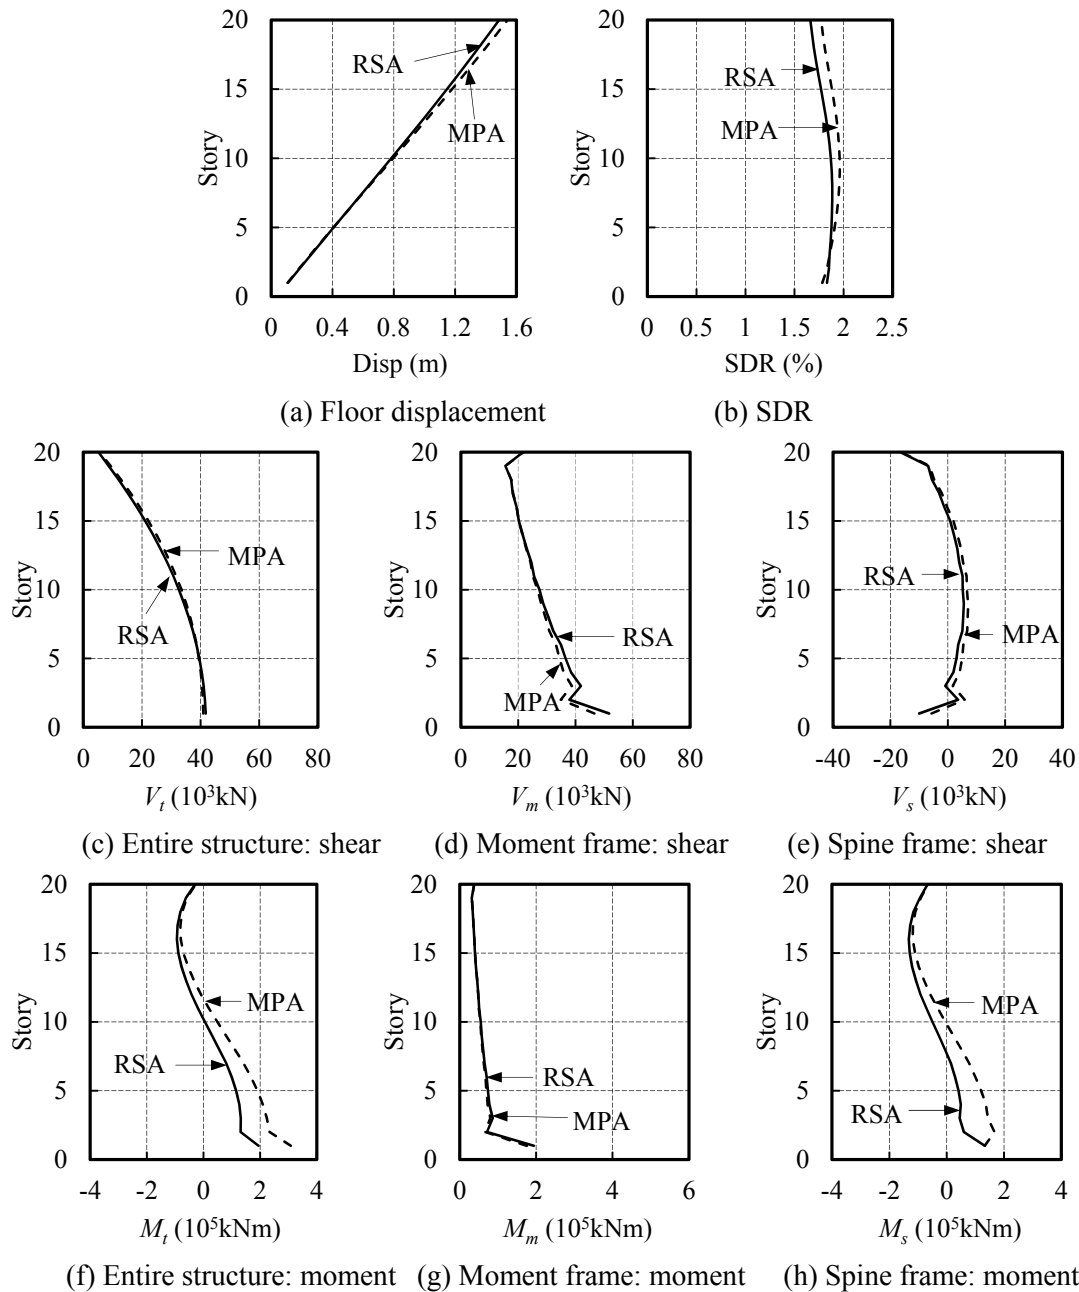 20
15
10
5
0
Story
RSA
MPA
0 0.4 0.8 1.2 1.6
Disp (m)
(a) Floor displacement
20
15
10
5
0
Story
RSA
MPA
0 0.5 1 1.5 2 2.5
SDR (%)
(b) SDR
20
15
10
5
0
Story
MPA
RSA
0 20 40 60 80
V_t (10³kN)
(c) Entire structure: shear
20
15
10
5
0
Story
RSA
MPA
0 20 40 60 80
V_m (10³kN)
(d) Moment frame: shear
20
15
10
5
0
Story
RSA
MPA
-40 -20 0 20 40
V_s (10³kN)
(e) Spine frame: shear
20
15
10
5
0
Story
MPA
RSA
-4 -2 0 2 4
M_t (10⁵kNm)
(f) Entire structure: moment
20
15
10
5
0
Story
RSA
MPA
0 2 4 6
M_m (10⁵kNm)
(g) Moment frame: moment
20
15
10
5
0
Story
MPA
RSA
-4 -2 0 2 4
M_s (10⁵kNm)
(h) Spine frame: moment